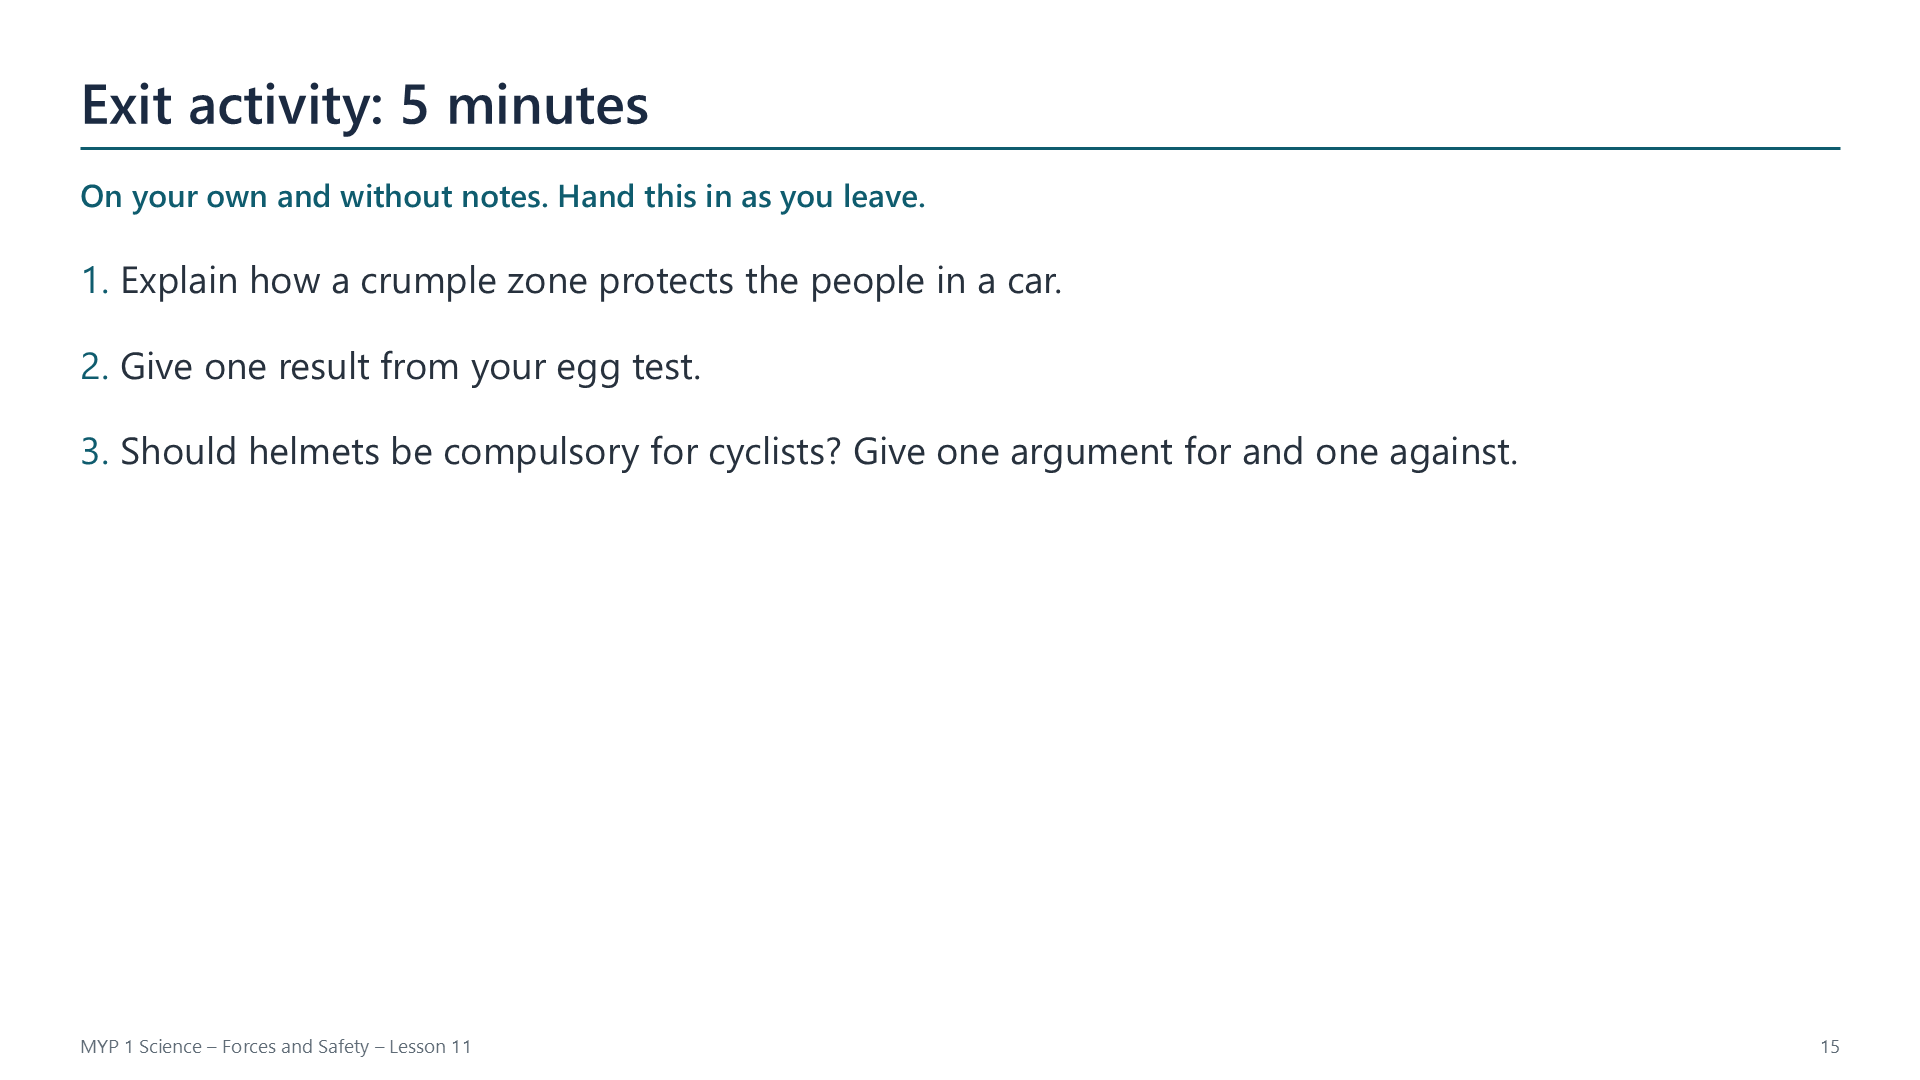 Exit activity: 5 minutes
On your own and without notes. Hand this in as you leave.
1. Explain how a crumple zone protects the people in a car.
2. Give one result from your egg test.
3. Should helmets be compulsory for cyclists? Give one argument for and one against.
MYP 1 Science – Forces and Safety – Lesson 11
15